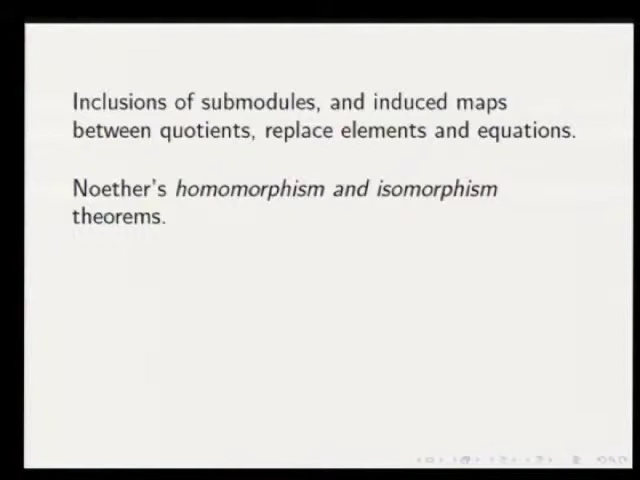 Inclusions of submodules, and induced maps
between quotients, replace elements and equations.
Noether's homomorphism and isomorphism
theorems.